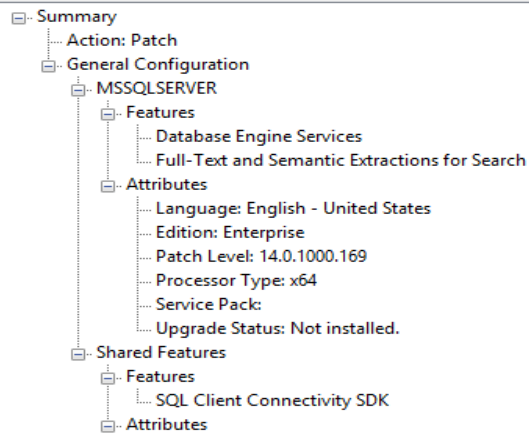 Summary
Action: Patch
General Configuration
MSSQLSERVER
Features
Database Engine Services
Full-Text and Semantic Extractions for Search
Attributes
Language: English - United States
Edition: Enterprise
Patch Level: 14.0.1000.169
Processor Type: x64
Service Pack:
Upgrade Status: Not installed.
Shared Features
Features
SQL Client Connectivity SDK
Attributes